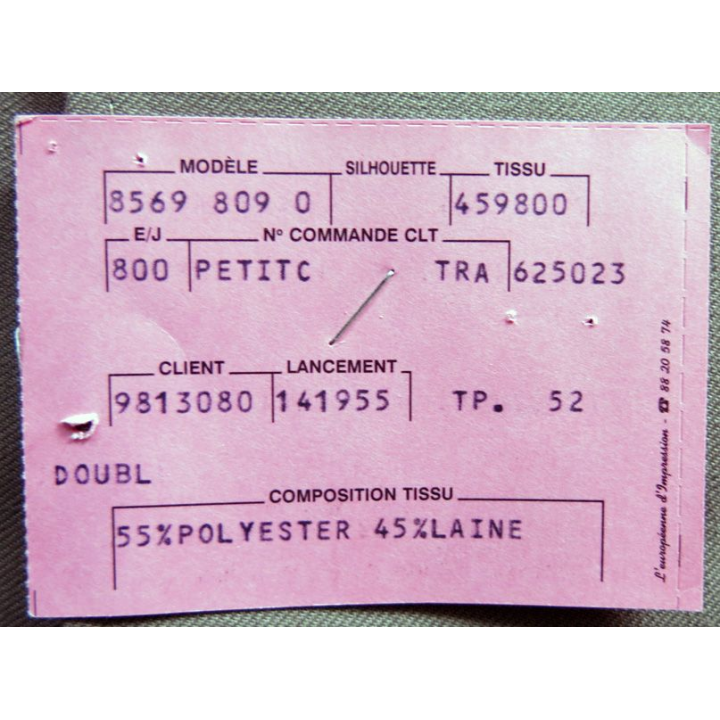 MODÈLE SILHOUETTE TISSU
8569 809 0 459800
E/J N° COMMANDE CLT
800 PETITC TRA 625023
CLIENT LANCEMENT
9813080 141955 TP. 52
DOUBL
COMPOSITION TISSU
55%POLYESTER 45%LAINE
L'européenne d'Impression - ☎ 88 20 58 74